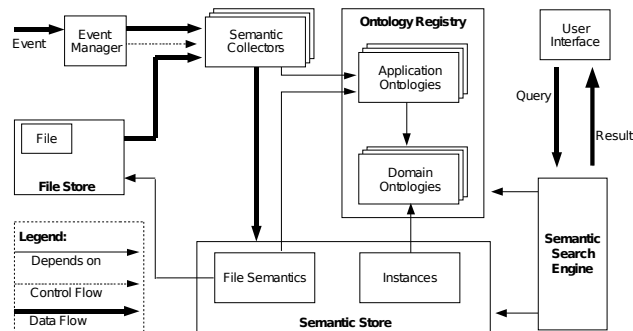 Event
Event
Manager
Semantic
Collectors
Ontology Registry
Application
Ontologies
Domain
Ontologies
User
Interface
Query
Result
File
File Store
Legend:
Depends on
Control Flow
Data Flow
File Semantics
Instances
Semantic Store
Semantic
Search
Engine